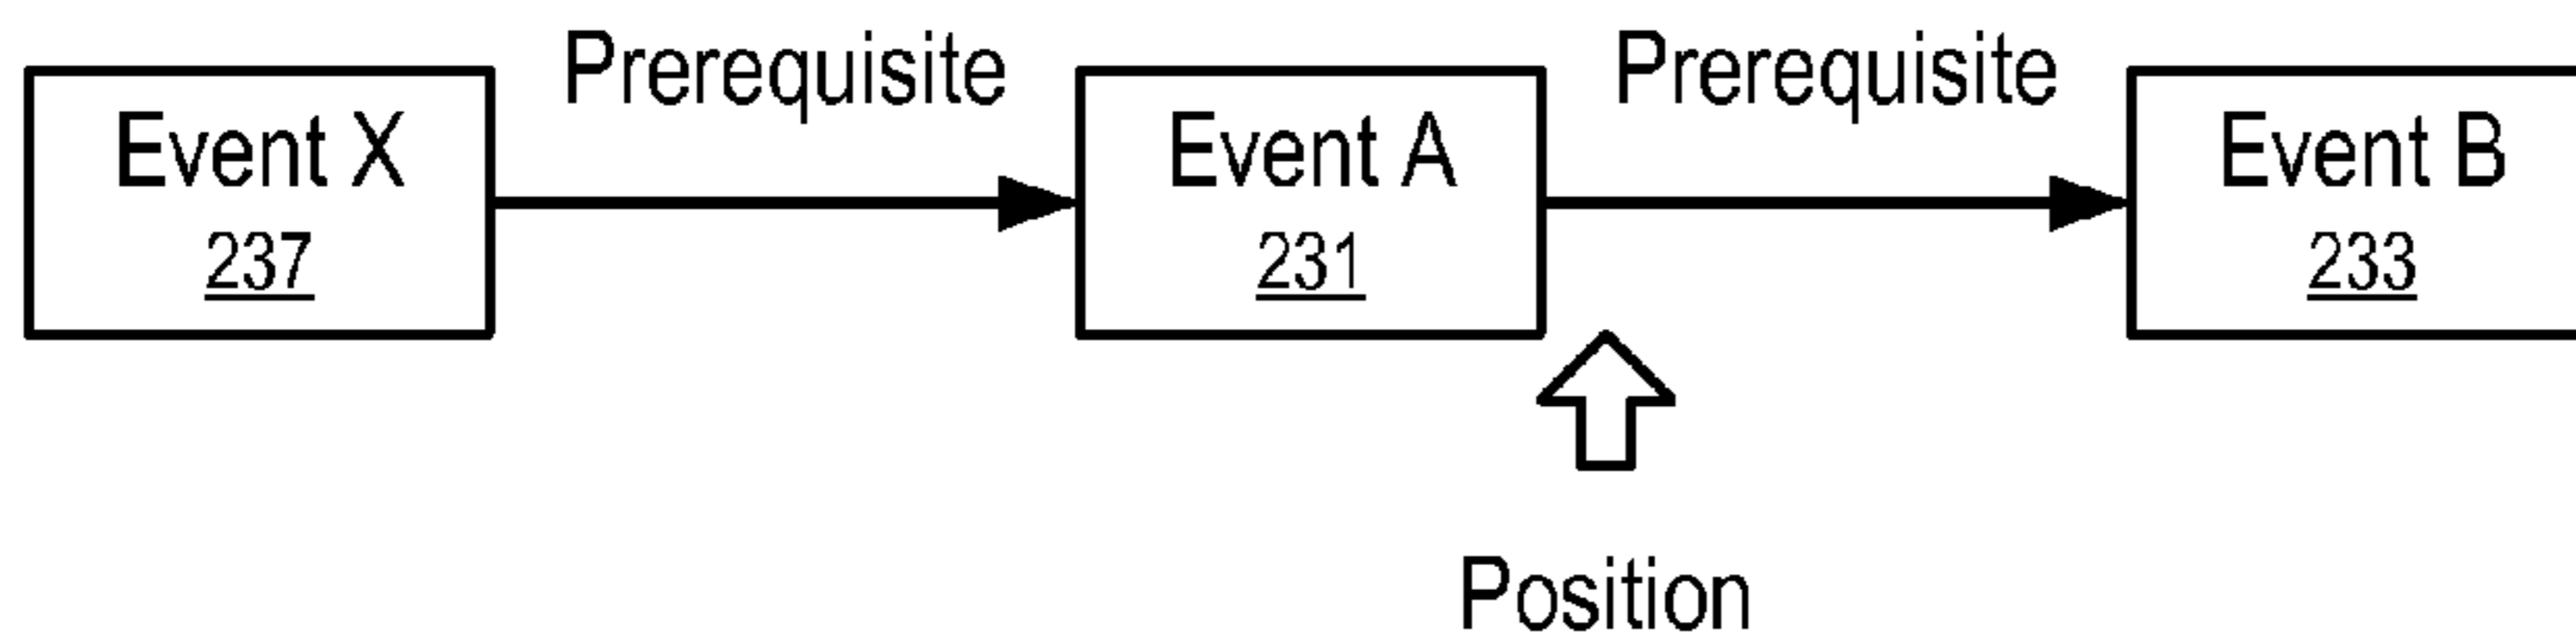 Prerequisite Prerequisite
Event X Event A Event B
237 231 233
Position